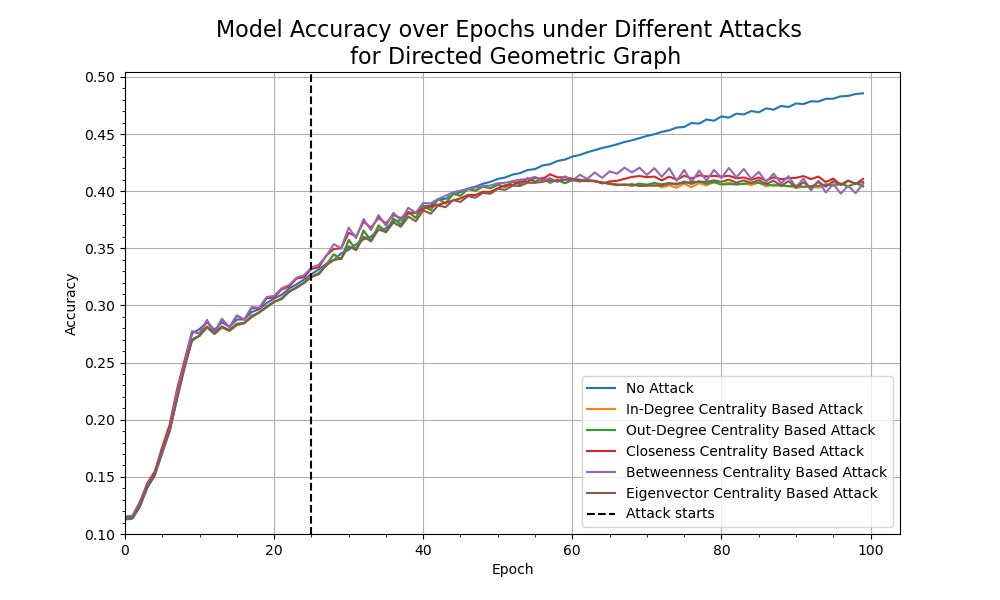 Model Accuracy over Epochs under Different Attacks
for Directed Geometric Graph
0.50
0.45
0.40
0.35
0.30
0.25
0.20
0.15
0.10
Accuracy
No Attack
In-Degree Centrality Based Attack
Out-Degree Centrality Based Attack
Closeness Centrality Based Attack
Betweenness Centrality Based Attack
Eigenvector Centrality Based Attack
Attack starts
0 20 40 60 80 100
Epoch